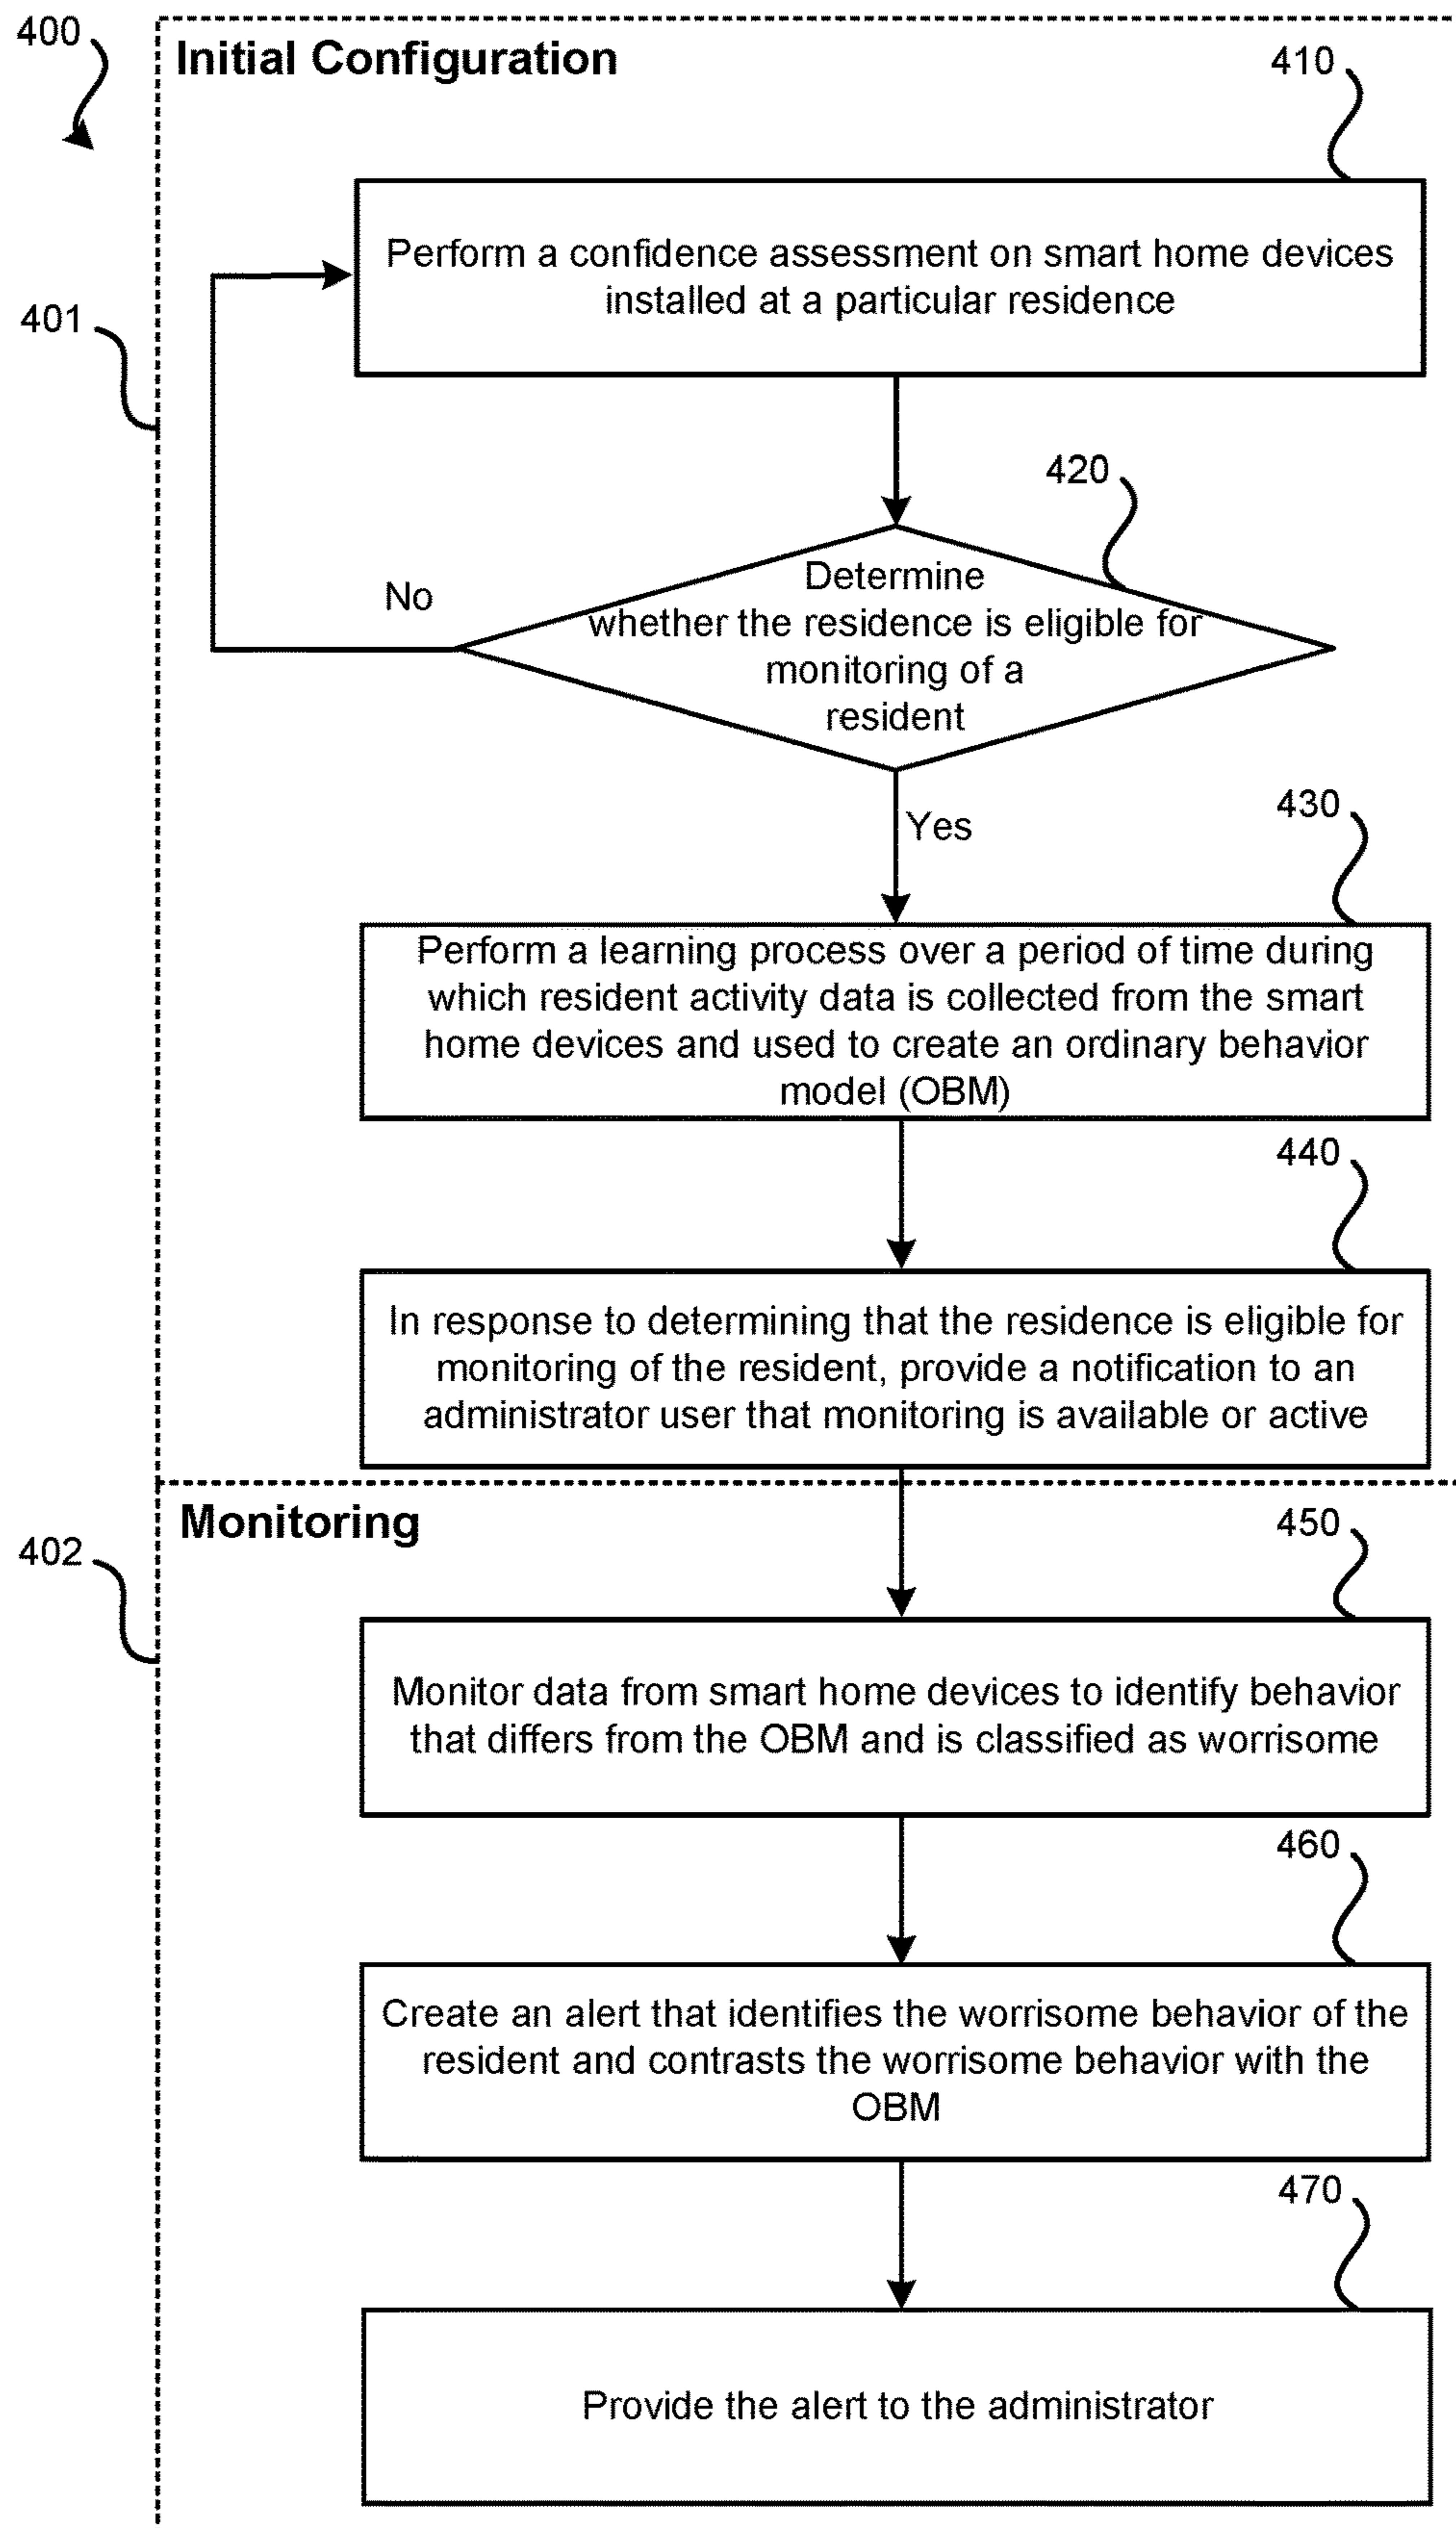 400
Initial Configuration
410
Perform a confidence assessment on smart home devices
installed at a particular residence
401
420
No
Determine
whether the residence is eligible for
monitoring of a
resident
Yes
430
Perform a learning process over a period of time during
which resident activity data is collected from the smart
home devices and used to create an ordinary behavior
model (OBM)
440
In response to determining that the residence is eligible for
monitoring of the resident, provide a notification to an
administrator user that monitoring is available or active
Monitoring
402
450
Monitor data from smart home devices to identify behavior
that differs from the OBM and is classified as worrisome
460
Create an alert that identifies the worrisome behavior of the
resident and contrasts the worrisome behavior with the
OBM
470
Provide the alert to the administrator